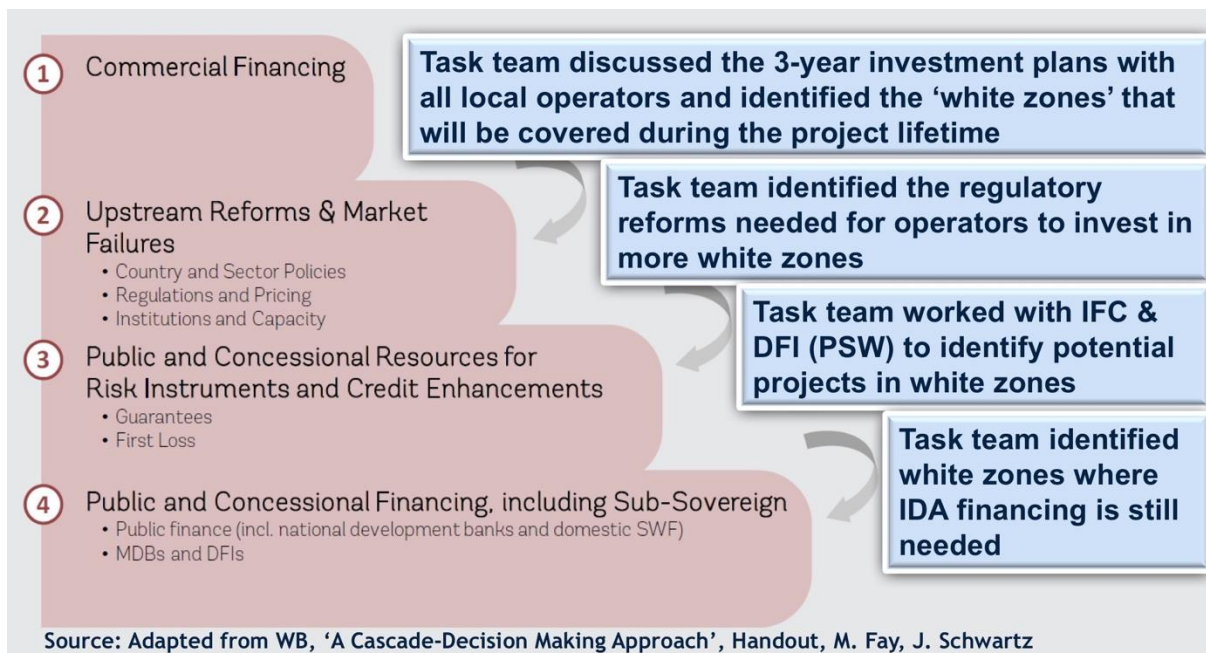 1
Commercial Financing
Task team discussed the 3-year investment plans with
all local operators and identified the ‘white zones’ that
will be covered during the project lifetime
2
Upstream Reforms & Market
Failures
• Country and Sector Policies
• Regulations and Pricing
• Institutions and Capacity
Task team identified the regulatory
reforms needed for operators to invest in
more white zones
3
Public and Concessional Resources for
Risk Instruments and Credit Enhancements
• Guarantees
• First Loss
Task team worked with IFC &
DFI (PSW) to identify potential
projects in white zones
4
Public and Concessional Financing, including Sub-Sovereign
• Public finance (incl. national development banks and domestic SWF)
• MDBs and DFIs
Task team identified
white zones where
IDA financing is still
needed
Source: Adapted from WB, ‘A Cascade-Decision Making Approach’, Handout, M. Fay, J. Schwartz